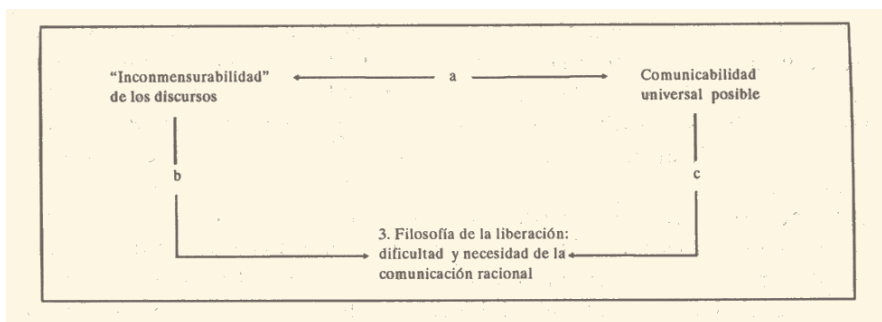 “Inconmensurabilidad”
de los discursos
a
Comunicabilidad
universal posible
b
c
3. Filosofía de la liberación:
dificultad y necesidad de la
comunicación racional